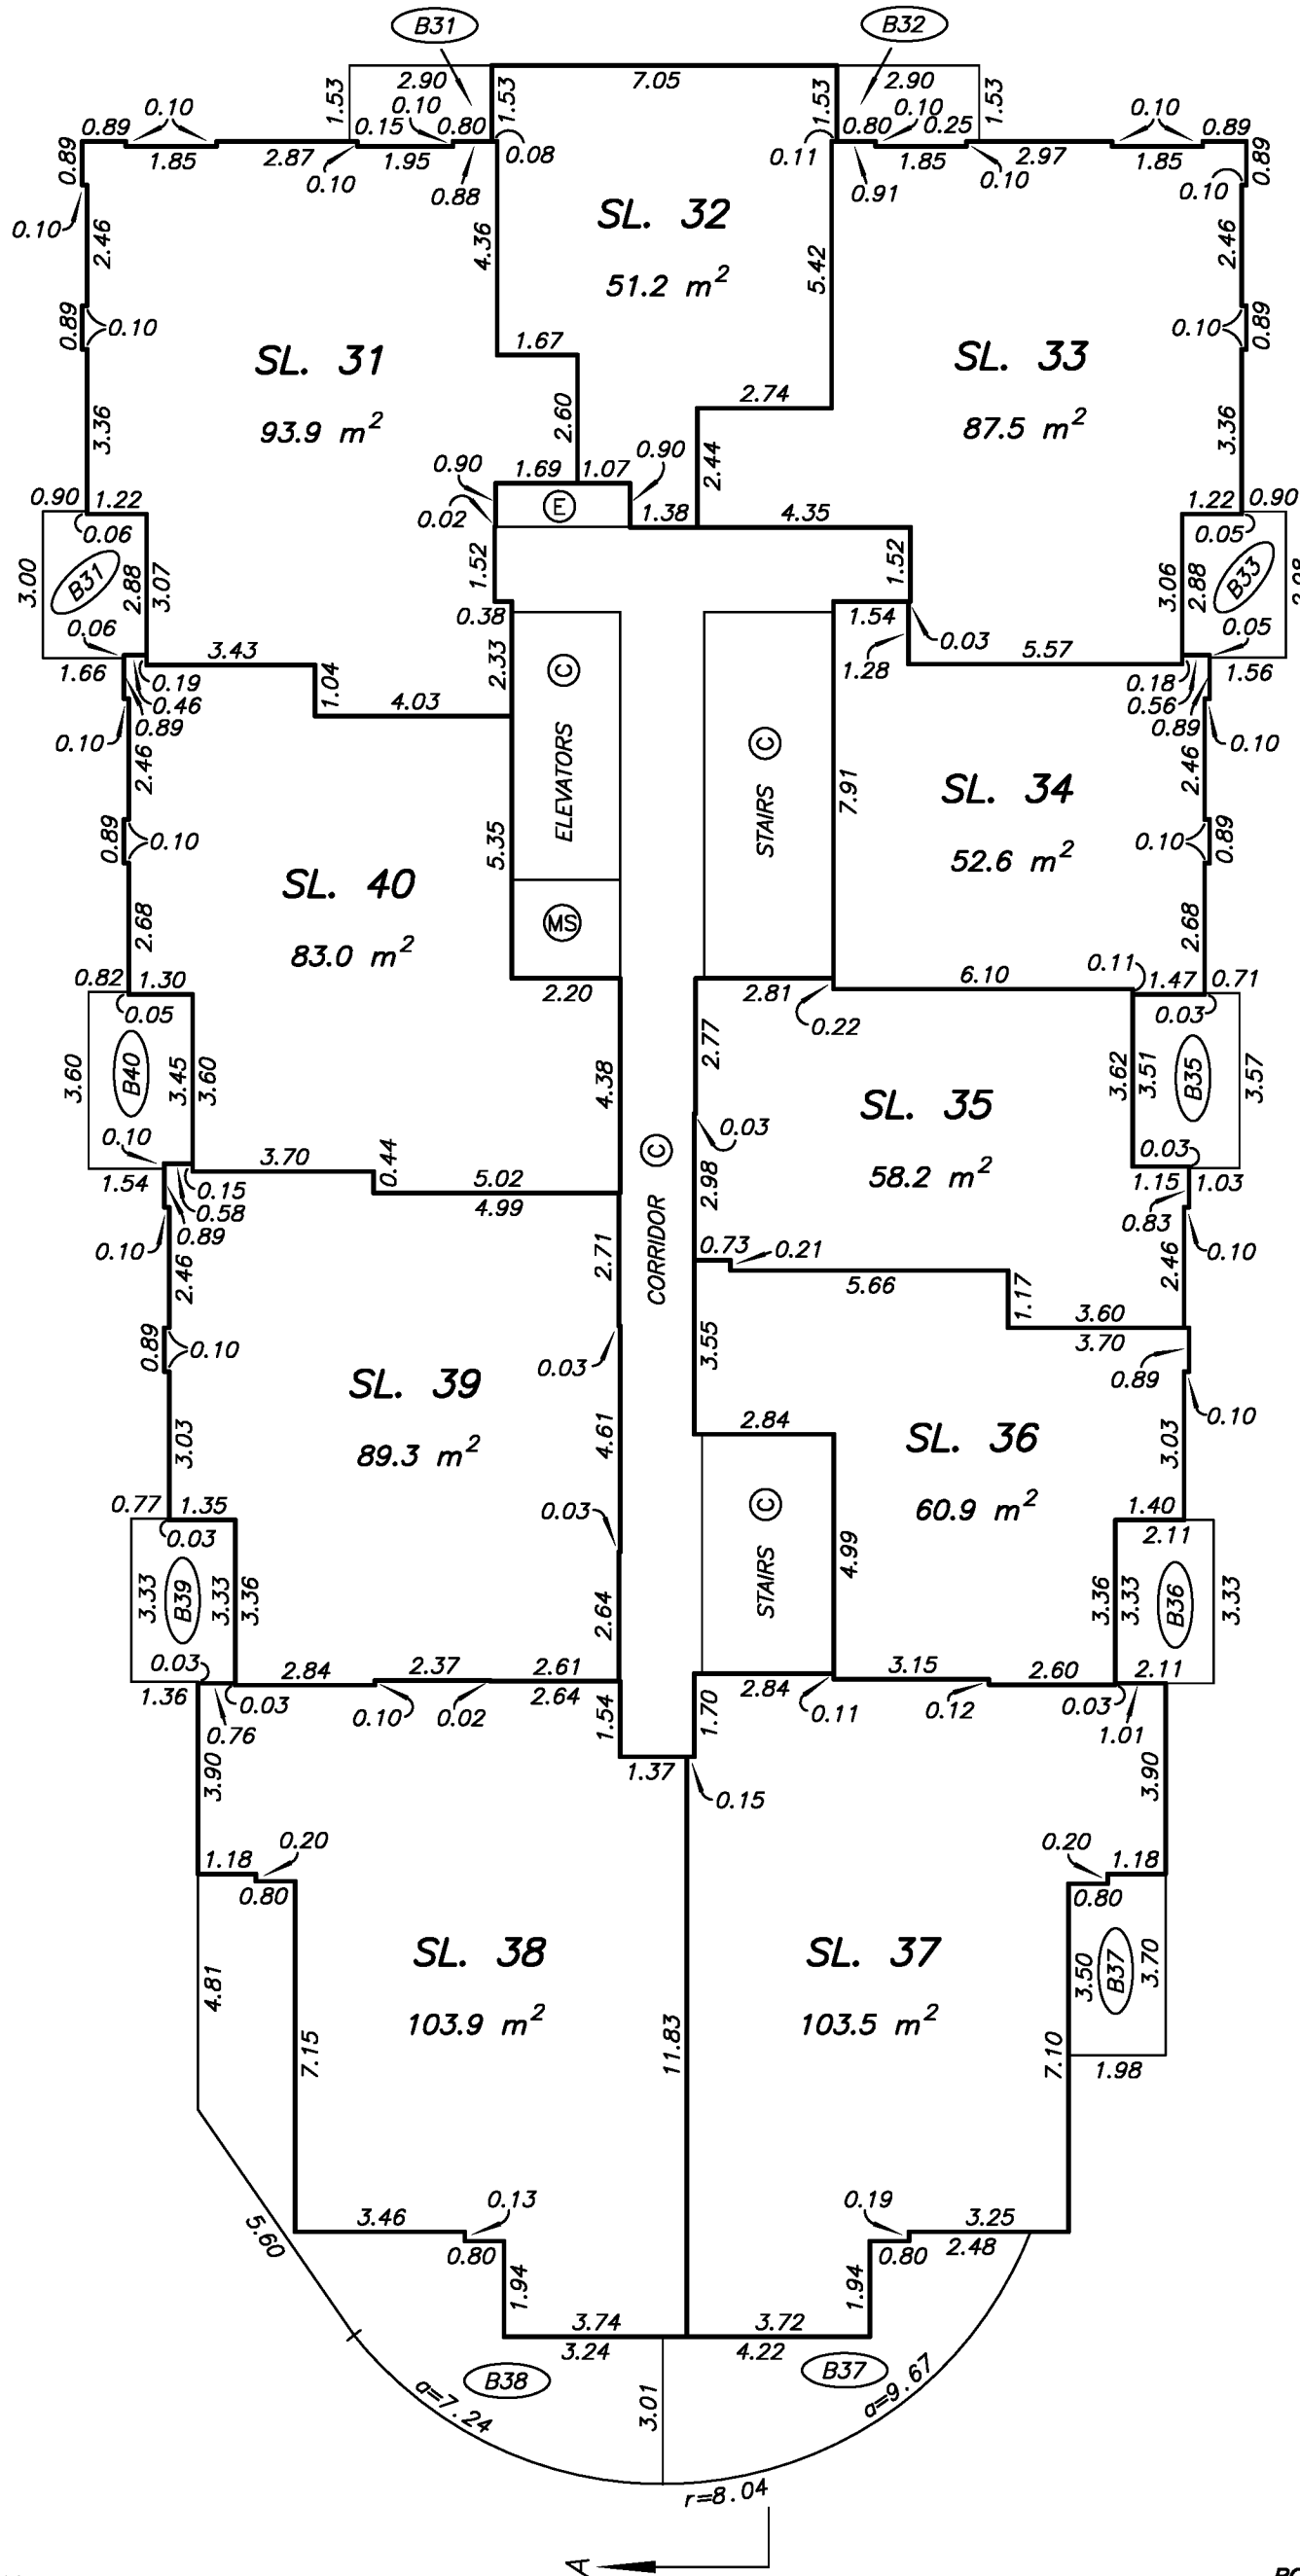 B31 B32
1.53 2.90 1.53 7.05 1.53 2.90 1.53
0.89 0.10 0.10 0.15 0.80 0.80 0.10 0.25 0.10 0.89
0.89 1.85 2.87 0.10 1.95 0.88 0.08 0.11 0.91 1.85 0.10 2.97 1.85 0.10 0.89
0.10 2.46 4.36 SL. 32 5.42 2.46
51.2 m²
0.89 0.10 0.10 0.89
SL. 31 1.67 SL. 33
93.9 m² 2.60 2.74 87.5 m²
3.36 2.44 3.36
0.90 1.69 1.07 0.90
0.90 1.22 E 1.22 0.90
0.06 0.02 1.38 4.35 0.05
3.00 B31 2.88 3.07 1.52 1.52 3.06 2.88 B33
0.06 0.38 1.54 0.03 0.05
1.66 0.19 3.43 1.04 2.33 C 1.28 5.57 0.18 1.56
0.46 0.56
0.89 4.03 0.89
0.10 2.46 ELEVATORS STAIRS C 7.91 SL. 34 2.46 0.10
0.89 0.10 5.35 52.6 m² 0.10 0.89
SL. 40
83.0 m² MS
2.68 2.68
0.82 1.30 2.20 2.81 6.10 0.11 1.47 0.71
0.05 0.22 0.03
3.60 B40 3.45 3.60 4.38 2.77 SL. 35 3.62 3.51 B35 3.57
0.10 C 0.03 58.2 m² 0.03
1.54 0.15 3.70 0.44 5.02 2.98 1.15 1.03
0.58 4.99 0.83
0.89
0.10 2.46 2.71 CORRIDOR 0.73 0.21 2.46 0.10
5.66 1.17 3.60
0.89 0.10 0.03 3.55 3.70
0.89
SL. 39 0.10
89.3 m² 4.61 2.84 SL. 36
3.03 60.9 m² 3.03
0.77 1.35 0.03 STAIRS C 4.99 1.40
0.03 2.11
3.33 B39 3.33 3.36 2.64 3.36 3.33 B36 3.33
0.03 2.84 2.37 2.61 3.15 2.60 2.11
1.36 0.03 0.10 0.02 2.64 1.54 1.70 2.84 0.11 0.12 0.03
0.76 1.01
3.90 1.37 0.15 3.90
1.18 0.20 0.20 1.18
0.80 0.80
SL. 38 SL. 37
4.81 103.9 m² 103.5 m² 3.50 B37 3.70
7.15 11.83 7.10 1.98
3.46 0.13 0.19 3.25
5.60 0.80 0.80 2.48
1.94 1.94
3.74 3.72
3.24 4.22
B38 B37
a=7.24 3.01 a=9.67
r=8.04
A